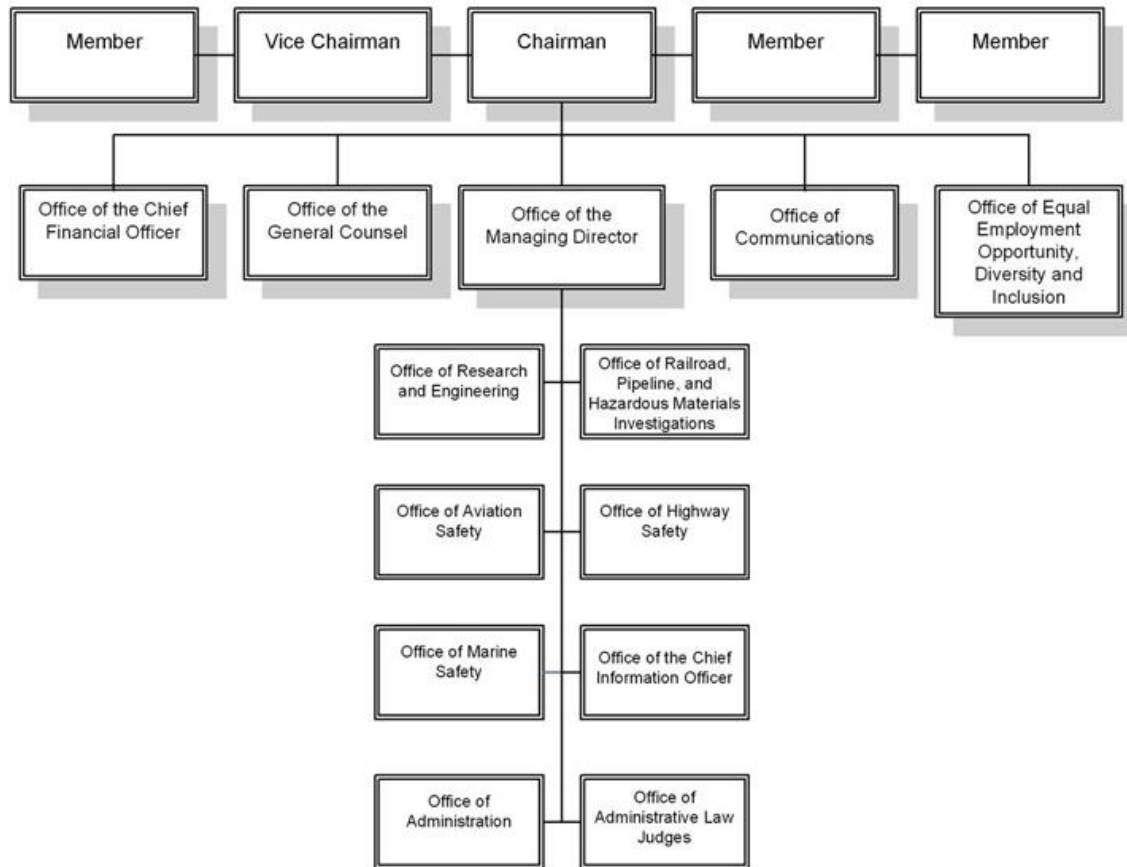 Member
Vice Chairman
Chairman
Member
Member
Office of the Chief
Financial Officer
Office of the
General Counsel
Office of the
Managing Director
Office of
Communications
Office of Equal
Employment
Opportunity,
Diversity and
Inclusion
Office of Research
and Engineering
Office of Railroad,
Pipeline, and
Hazardous Materials
Investigations
Office of Aviation
Safety
Office of Highway
Safety
Office of Marine
Safety
Office of the Chief
Information Officer
Office of
Administration
Office of
Administrative Law
Judges